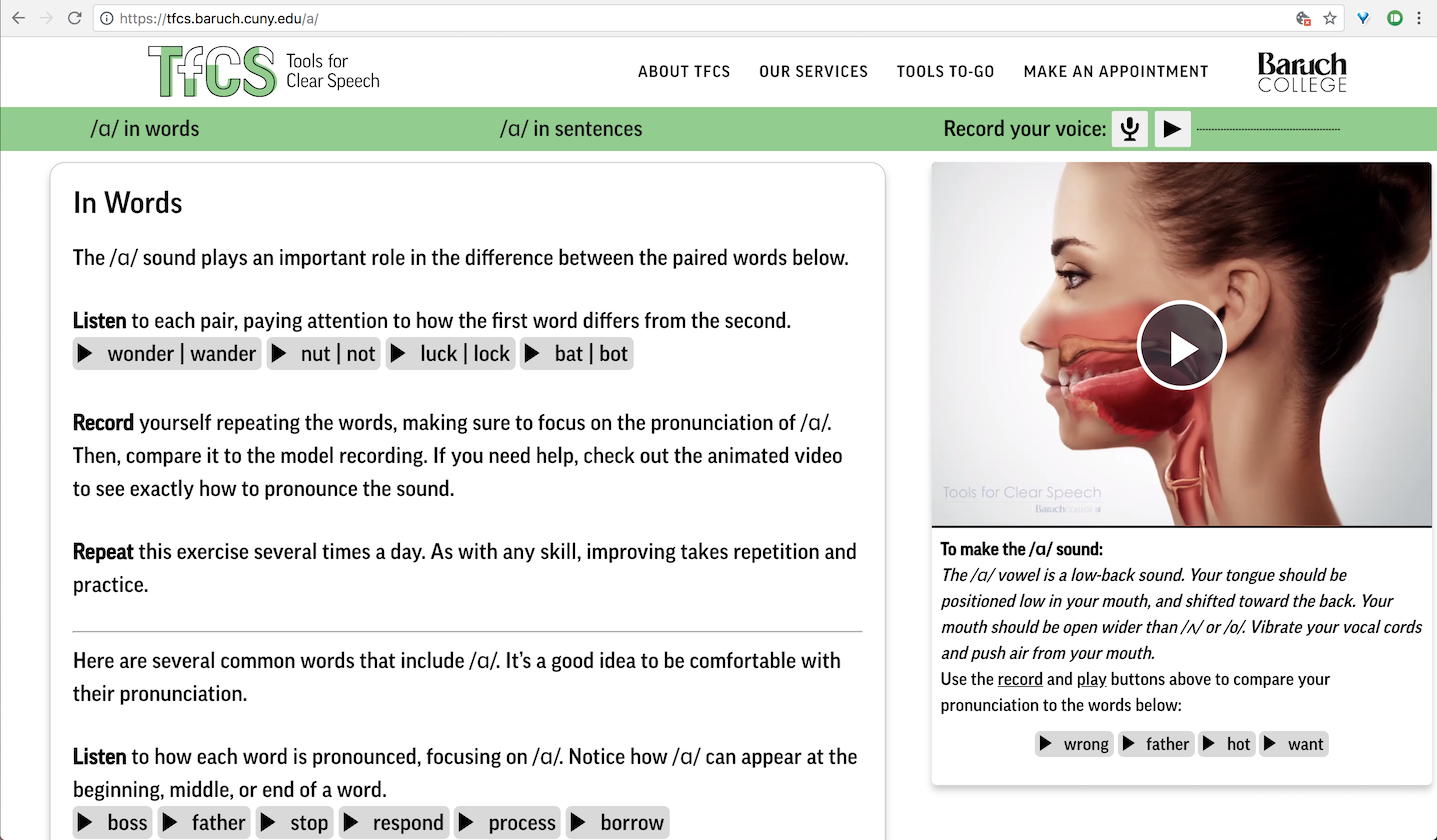 https://tfcs.baruch.cuny.edu/a/
TfCS Tools for
Clear Speech
ABOUT TFCS OUR SERVICES TOOLS TO-GO MAKE AN APPOINTMENT
Baruch
COLLEGE
/ɑ/ in words /ɑ/ in sentences Record your voice:
In Words
The /ɑ/ sound plays an important role in the difference between the paired words below.
Listen to each pair, paying attention to how the first word differs from the second.
wonder | wander nut | not luck | lock bat | bot
Record yourself repeating the words, making sure to focus on the pronunciation of /ɑ/.
Then, compare it to the model recording. If you need help, check out the animated video
to see exactly how to pronounce the sound.
Repeat this exercise several times a day. As with any skill, improving takes repetition and
practice.
Here are several common words that include /ɑ/. It's a good idea to be comfortable with
their pronunciation.
Listen to how each word is pronounced, focusing on /ɑ/. Notice how /ɑ/ can appear at the
beginning, middle, or end of a word.
boss father stop respond process borrow
Tools for Clear Speech
Baruch COLLEGE
To make the /ɑ/ sound:
The /ɑ/ vowel is a low-back sound. Your tongue should be
positioned low in your mouth, and shifted toward the back. Your
mouth should be open wider than /ʌ/ or /o/. Vibrate your vocal cords
and push air from your mouth.
Use the record and play buttons above to compare your
pronunciation to the words below:
wrong father hot want